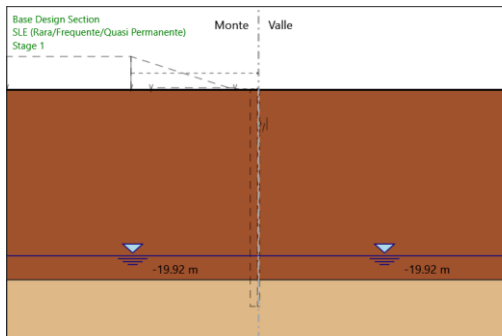 Base Design Section
SLE (Rara/Frequente/Quasi Permanente)
Stage 1
Monte
Valle
-19.92 m
-19.92 m